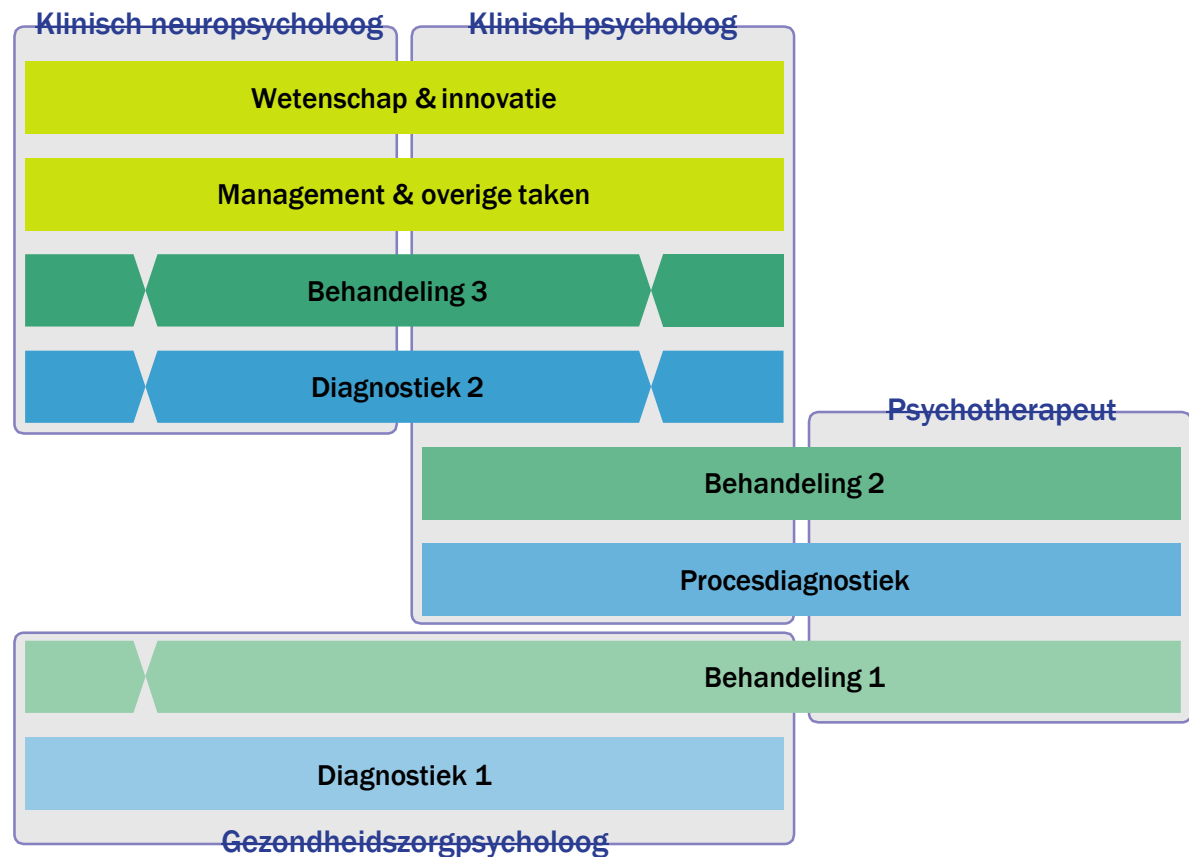 Klinisch neuropsycholoog
Klinisch psycholoog
Wetenschap & innovatie
Management & overige taken
Behandeling 3
Diagnostiek 2
Psychotherapeut
Behandeling 2
Procesdiagnostiek
Behandeling 1
Diagnostiek 1
Gezondheidszorgpsycholoog